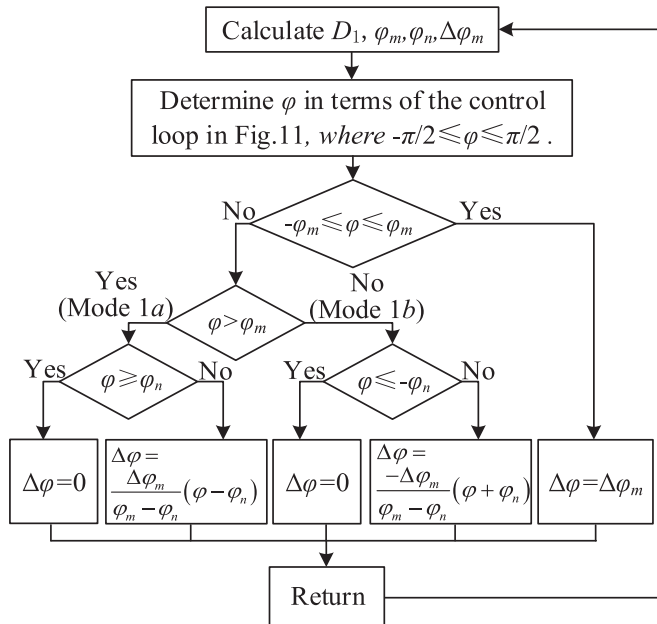 Calculate D₁, φₘ,φₙ,Δφₘ
Determine φ in terms of the control
loop in Fig.11, where -π/2≤φ≤π/2 .
No
-φₘ≤φ≤φₘ
Yes
Yes
(Mode 1a)
φ>φₘ
No
(Mode 1b)
Yes
φ≥φₙ
No
Yes
φ≤-φₙ
No
Δφ=0
Δφ=
Δφₘ
───── (φ-φₙ)
φₘ-φₙ
Δφ=0
Δφ=
-Δφₘ
───── (φ+φₙ)
φₘ-φₙ
Δφ=Δφₘ
Return